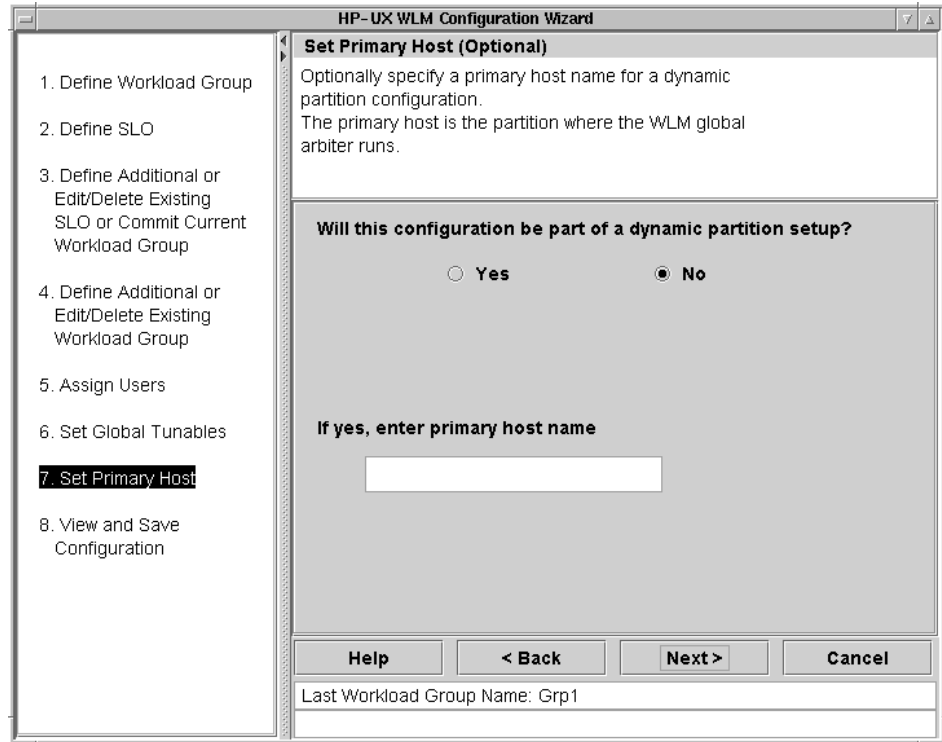 HP-UX WLM Configuration Wizard
1. Define Workload Group
2. Define SLO
3. Define Additional or
Edit/Delete Existing
SLO or Commit Current
Workload Group
4. Define Additional or
Edit/Delete Existing
Workload Group
5. Assign Users
6. Set Global Tunables
7. Set Primary Host
8. View and Save
Configuration
Set Primary Host (Optional)
Optionally specify a primary host name for a dynamic
partition configuration.
The primary host is the partition where the WLM global
arbiter runs.
Will this configuration be part of a dynamic partition setup?
Yes No
If yes, enter primary host name
Help < Back Next > Cancel
Last Workload Group Name: Grp1